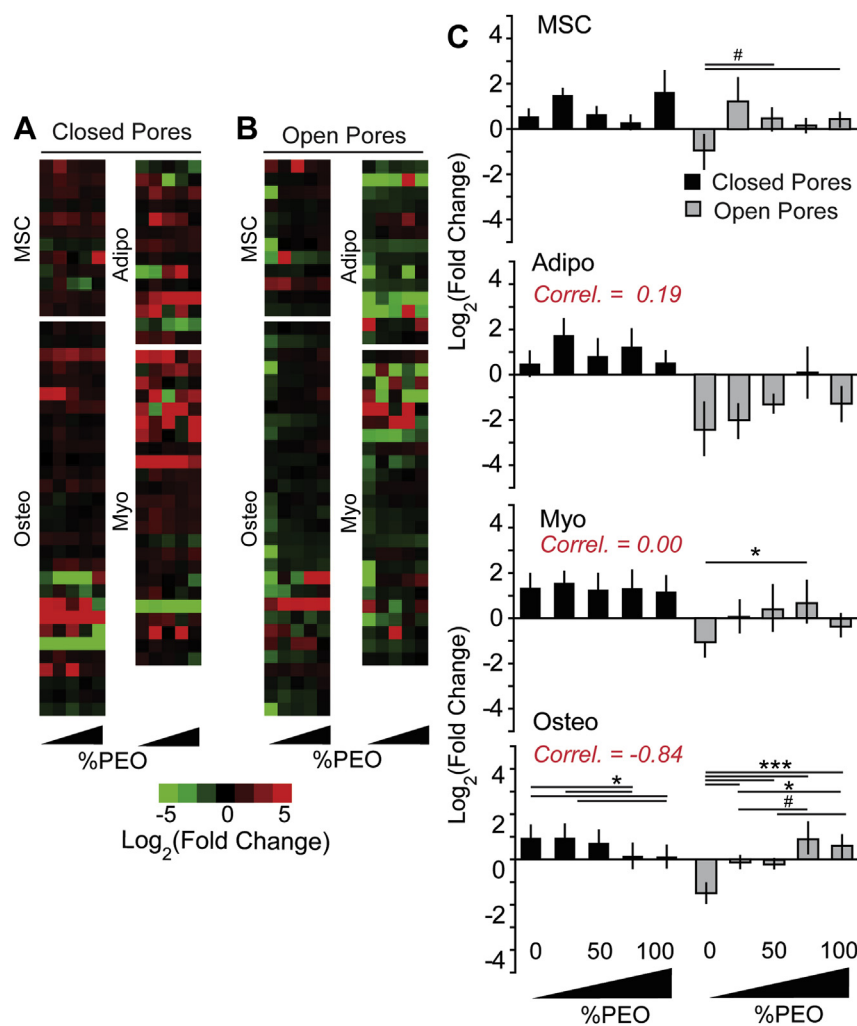 A
Closed Pores
MSC
Adipo
Osteo
Myo
%PEO
B
Open Pores
MSC
Adipo
Osteo
Myo
%PEO
-5 0 5
Log2(Fold Change)
C
MSC
4
2
0
-2
-4
#
Closed Pores
Open Pores
Log2(Fold Change)
Adipo
Correl. = 0.19
4
2
0
-2
-4
Myo
Correl. = 0.00
4
2
0
-2
-4
*
Log2(Fold Change)
Osteo
Correl. = -0.84
4
2
0
-2
-4
*
***
*
#
0 50 100 0 50 100
%PEO %PEO